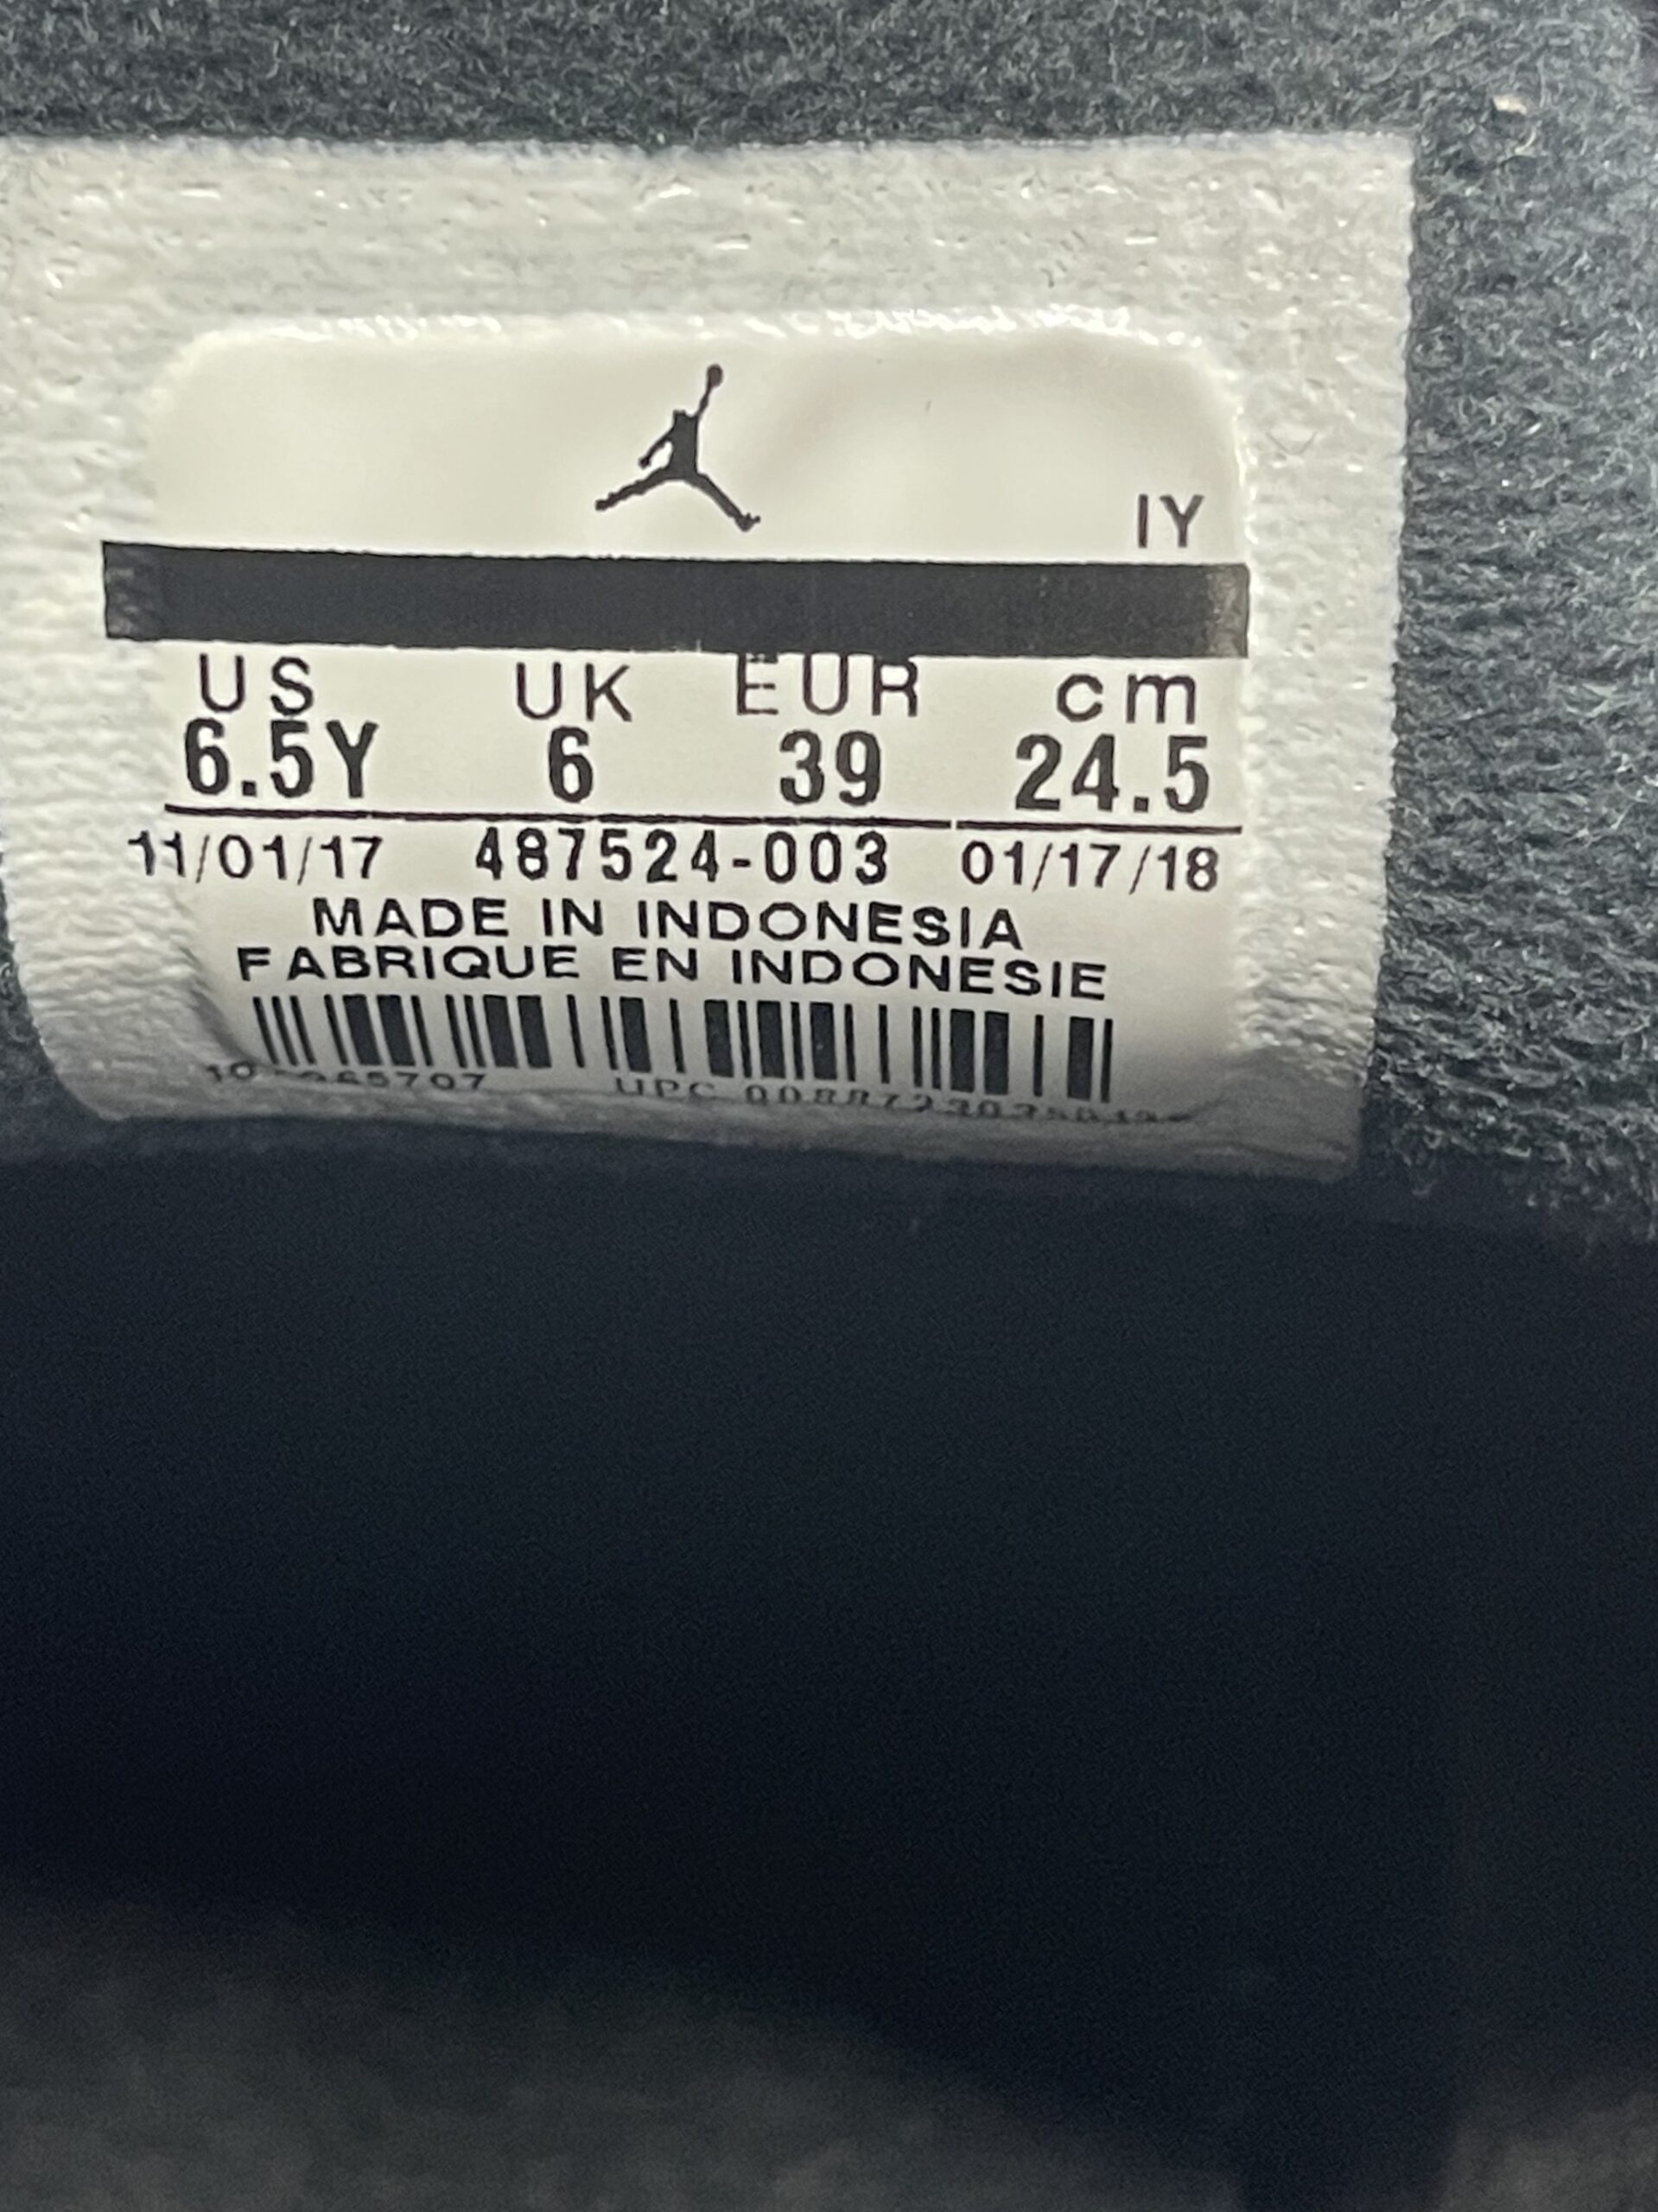 IY
US UK EUR cm
6.5Y 6 39 24.5
11/01/17 487524-003 01/17/18
MADE IN INDONESIA
FABRIQUE EN INDONESIE
UPC